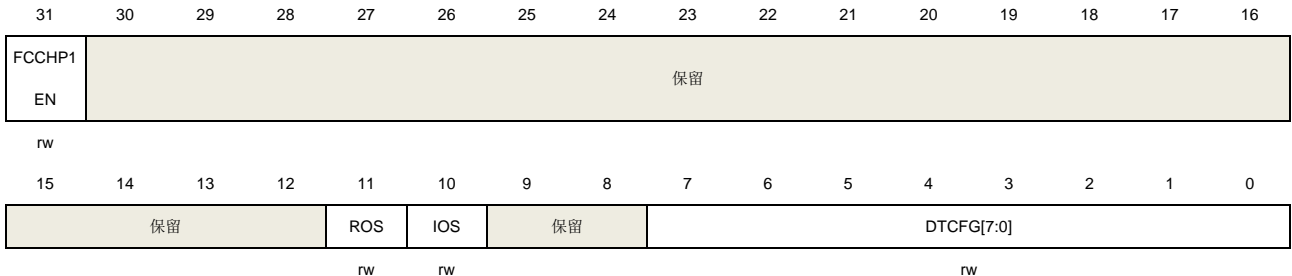 31 30 29 28 27 26 25 24 23 22 21 20 19 18 17 16
FCCHP1
EN
保留
rw
15 14 13 12 11 10 9 8 7 6 5 4 3 2 1 0
保留 ROS IOS 保留 DTCFG[7:0]
rw rw rw